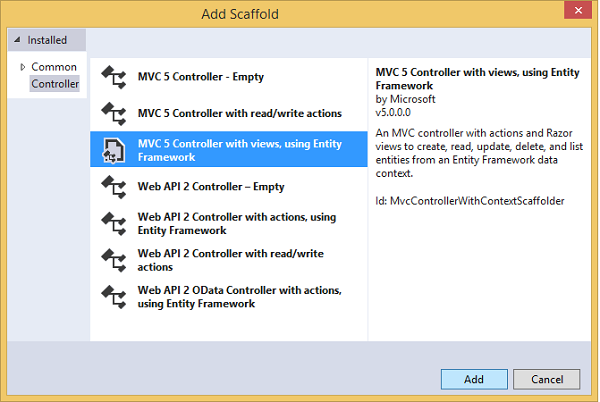 Add Scaffold
Installed
Common
Controller
MVC 5 Controller - Empty
MVC 5 Controller with read/write actions
MVC 5 Controller with views, using Entity
Framework
Web API 2 Controller – Empty
Web API 2 Controller with actions, using
Entity Framework
Web API 2 Controller with read/write
actions
Web API 2 OData Controller with actions,
using Entity Framework
MVC 5 Controller with views, using Entity
Framework
by Microsoft
v5.0.0.0
An MVC controller with actions and Razor
views to create, read, update, delete, and list
entities from an Entity Framework data
context.
Id: MvcControllerWithContextScaffolder
Add
Cancel